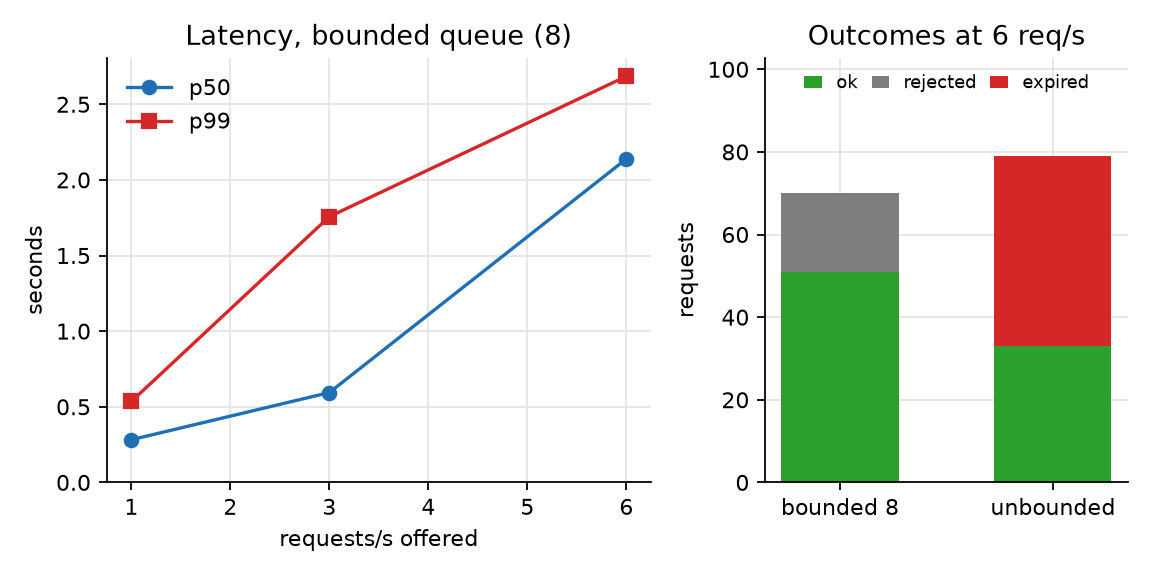 Latency, bounded queue (8)
p50
p99
2.5
2.0
1.5
1.0
0.5
0.0
seconds
1 2 3 4 5 6
requests/s offered
Outcomes at 6 req/s
ok rejected expired
100
80
60
40
20
0
requests
bounded 8 unbounded